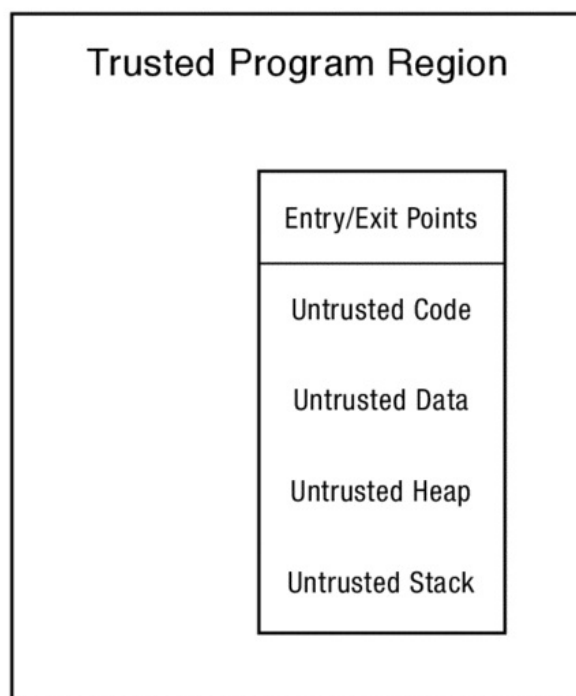 Trusted Program Region
Entry/Exit Points
Untrusted Code
Untrusted Data
Untrusted Heap
Untrusted Stack